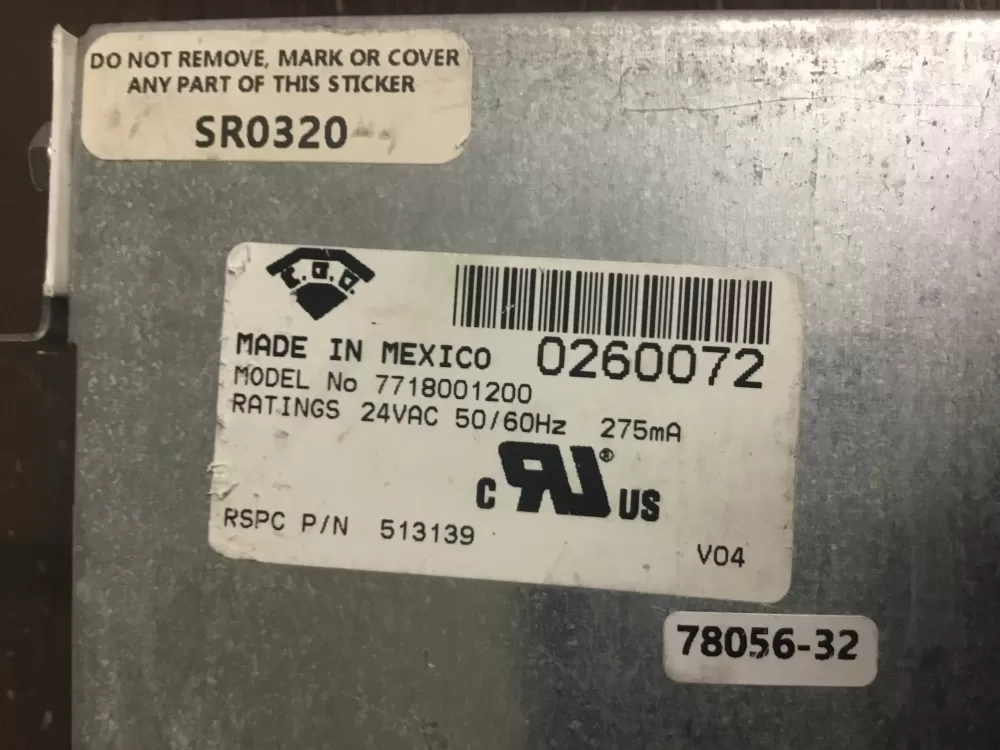 DO NOT REMOVE, MARK OR COVER
ANY PART OF THIS STICKER
SR0320
MADE IN MEXICO 0260072
MODEL No 7718001200
RATINGS 24VAC 50/60Hz 275mA
C RU® US
RSPC P/N 513139
V04
78056-32